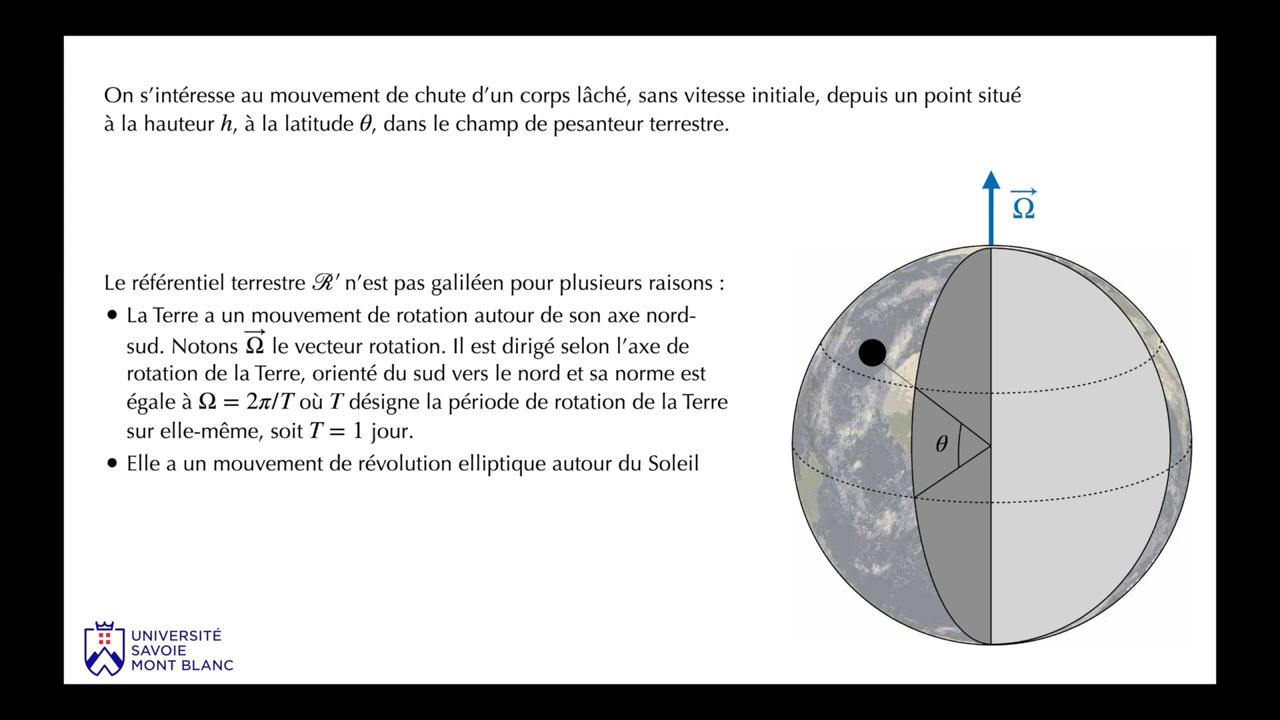 On s’intéresse au mouvement de chute d’un corps lâché, sans vitesse initiale, depuis un point situé
à la hauteur h, à la latitude θ, dans le champ de pesanteur terrestre.
Ω⃗
Le référentiel terrestre ℛ′ n’est pas galiléen pour plusieurs raisons :
• La Terre a un mouvement de rotation autour de son axe nord-
sud. Notons Ω⃗ le vecteur rotation. Il est dirigé selon l’axe de
rotation de la Terre, orienté du sud vers le nord et sa norme est
égale à Ω = 2π/T où T désigne la période de rotation de la Terre
sur elle-même, soit T = 1 jour.
• Elle a un mouvement de révolution elliptique autour du Soleil
θ
UNIVERSITÉ
SAVOIE
MONT BLANC